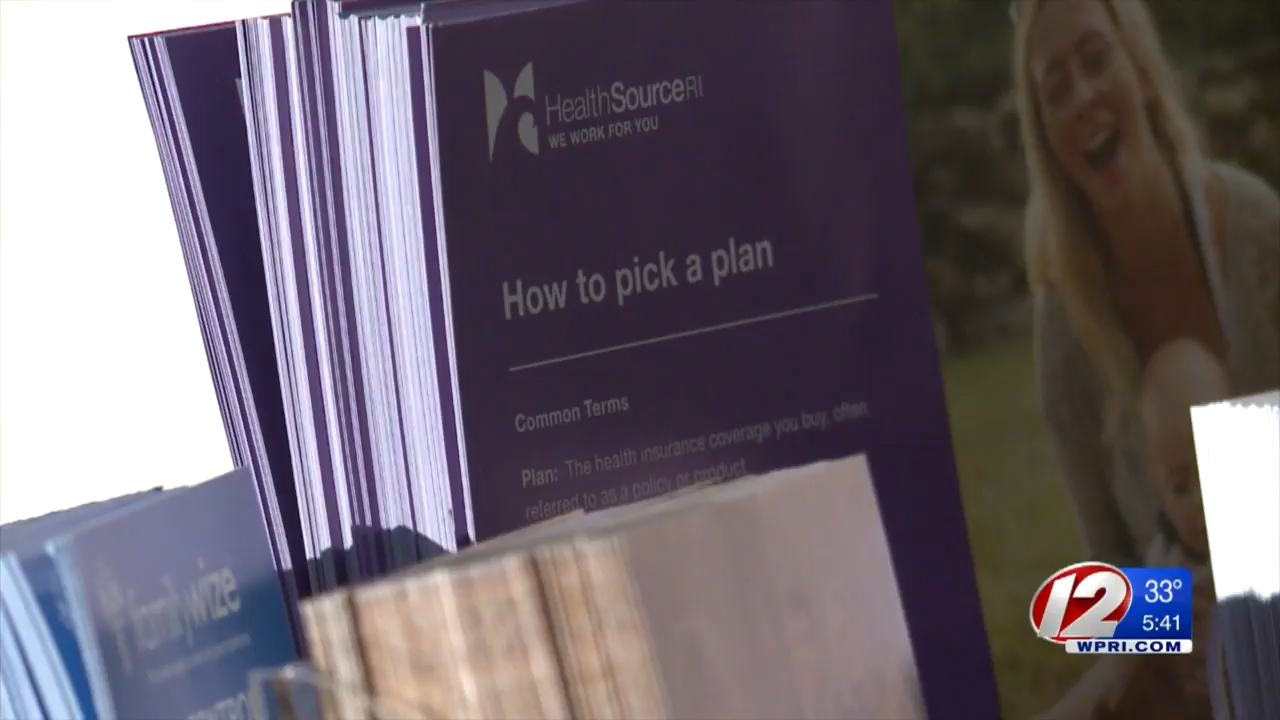 HealthSourceRI
WE WORK FOR YOU
How to pick a plan
Common Terms
Plan: The health insurance coverage you buy, often
referred to as a policy or product
familywize
12
33°
5:41
WPRI.COM